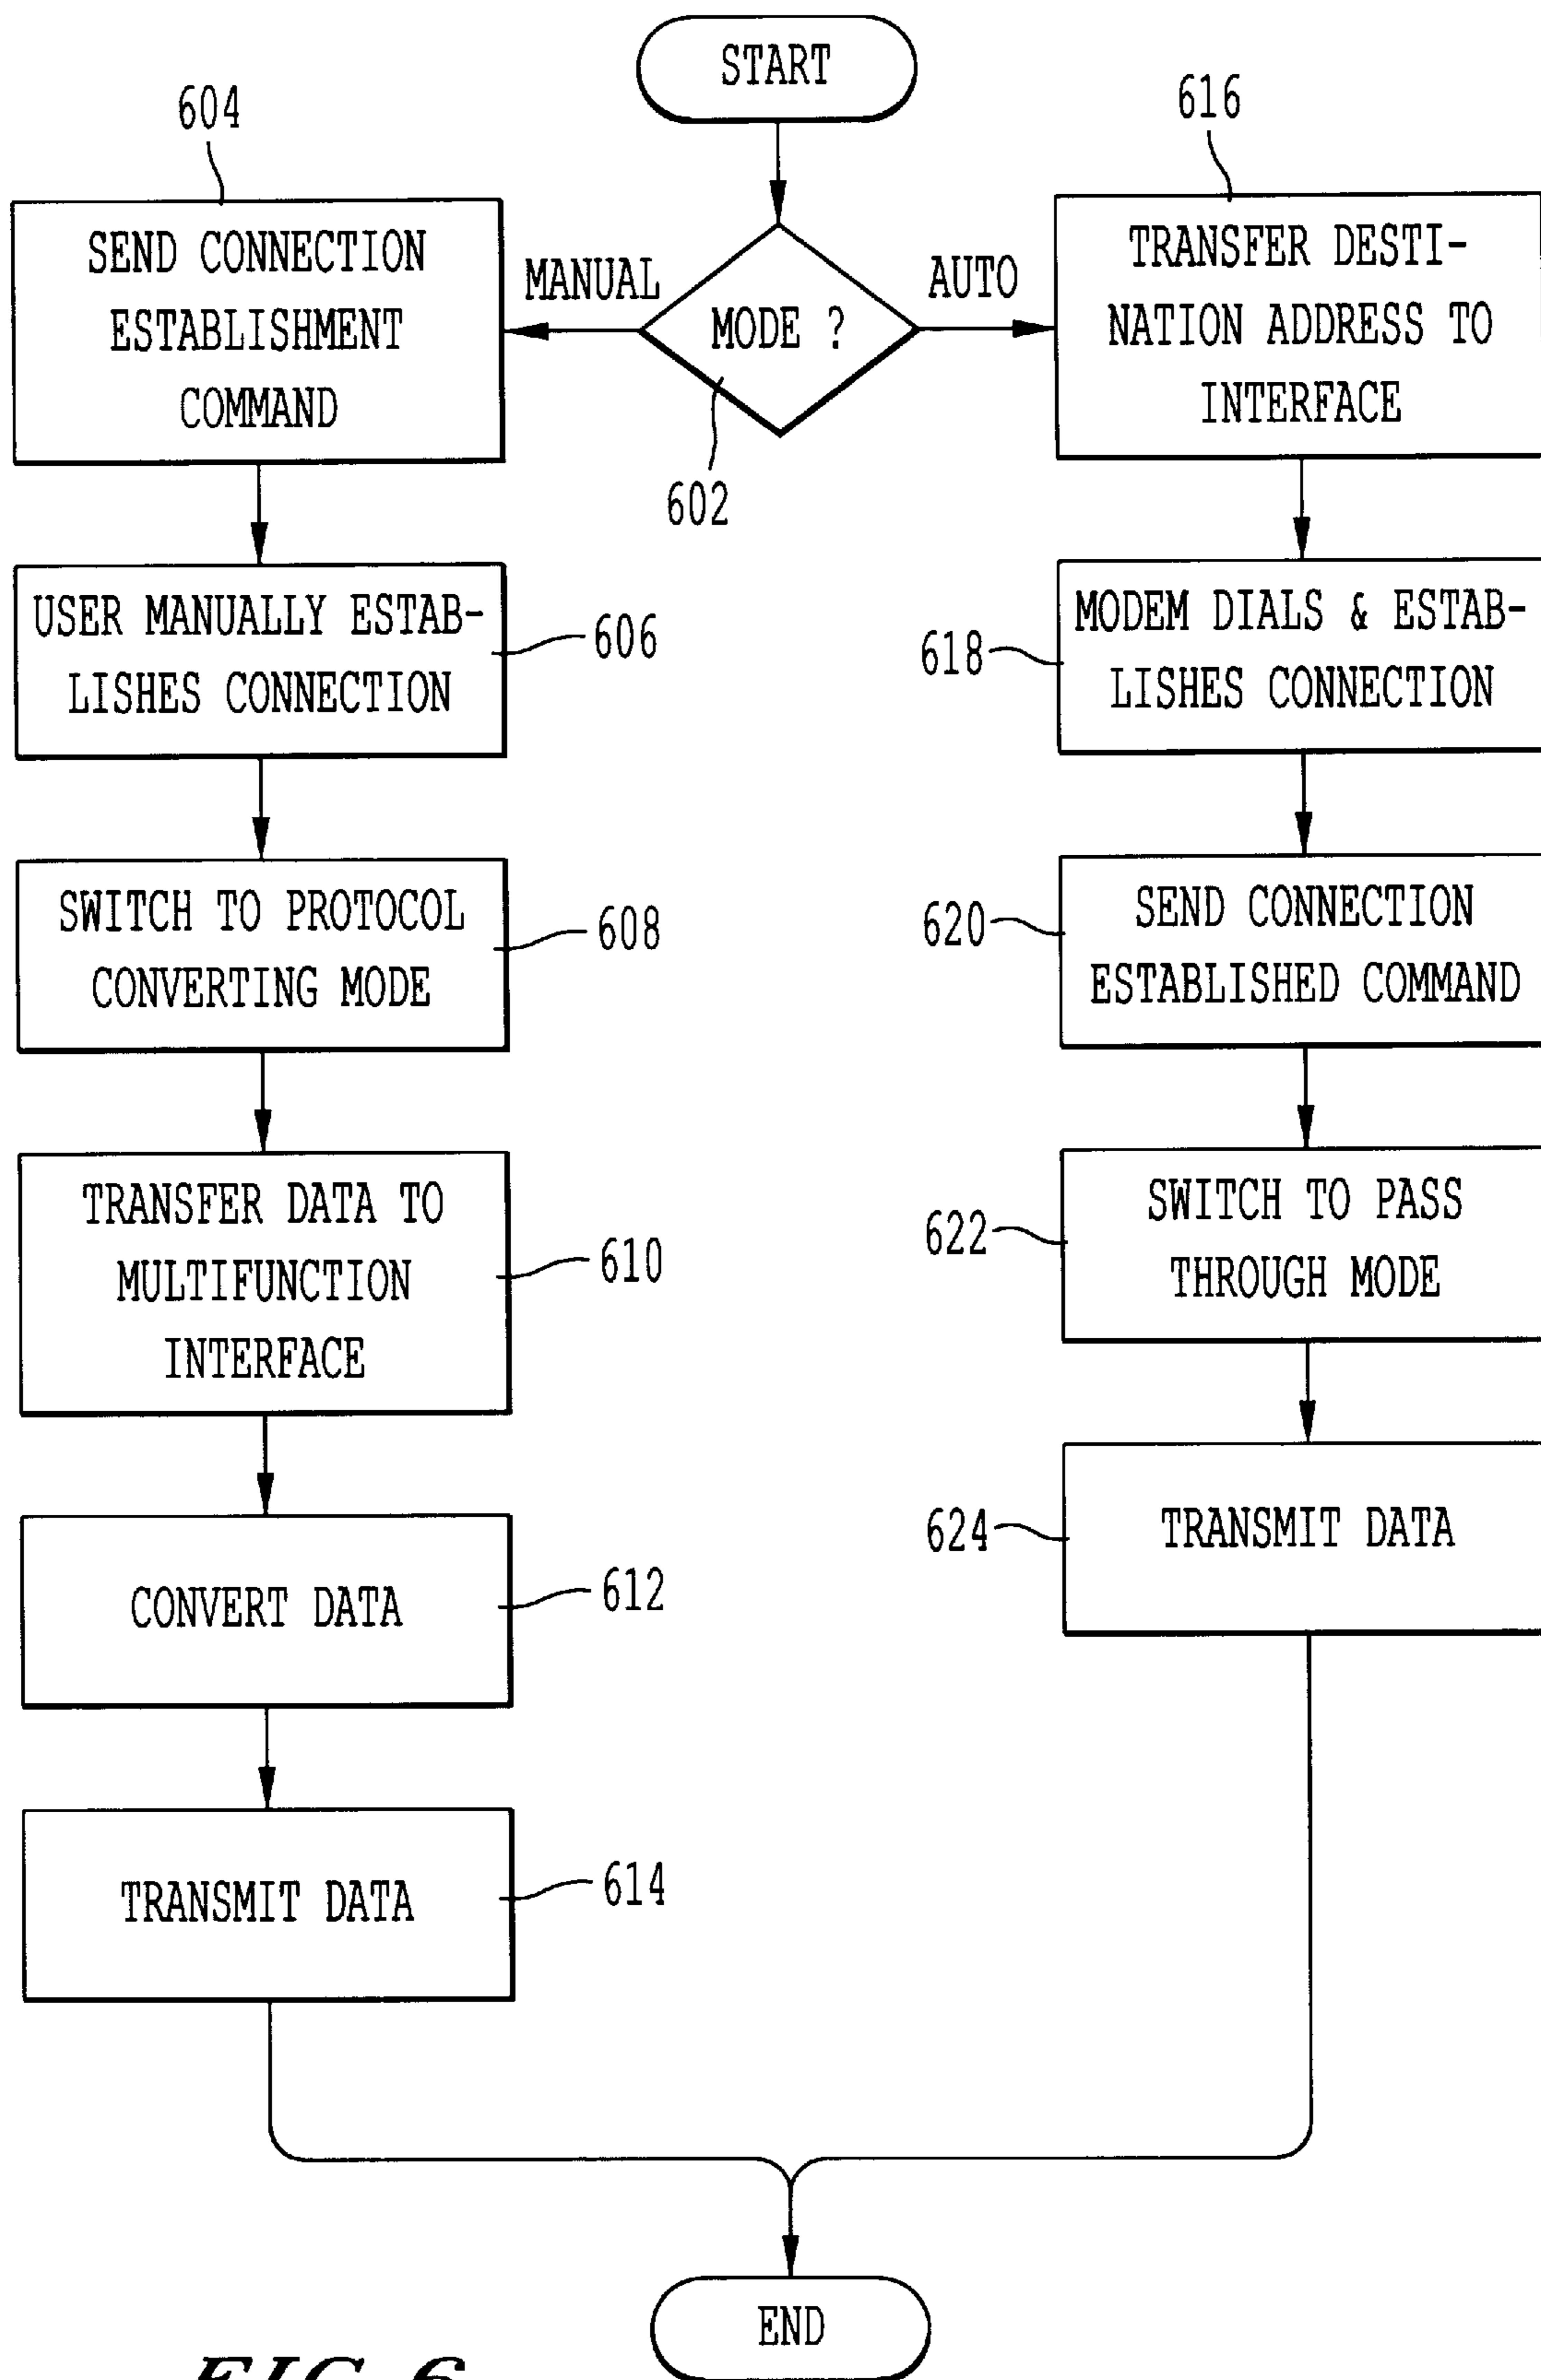 START
604
SEND CONNECTION
ESTABLISHMENT
COMMAND
MANUAL
MODE ?
602
AUTO
616
TRANSFER DESTI-
NATION ADDRESS TO
INTERFACE
USER MANUALLY ESTAB-
LISHES CONNECTION
606
618
MODEM DIALS & ESTAB-
LISHES CONNECTION
SWITCH TO PROTOCOL
CONVERTING MODE
608
620
SEND CONNECTION
ESTABLISHED COMMAND
TRANSFER DATA TO
MULTIFUNCTION
INTERFACE
610
622
SWITCH TO PASS
THROUGH MODE
CONVERT DATA
612
624
TRANSMIT DATA
TRANSMIT DATA
614
END
FIG. 6